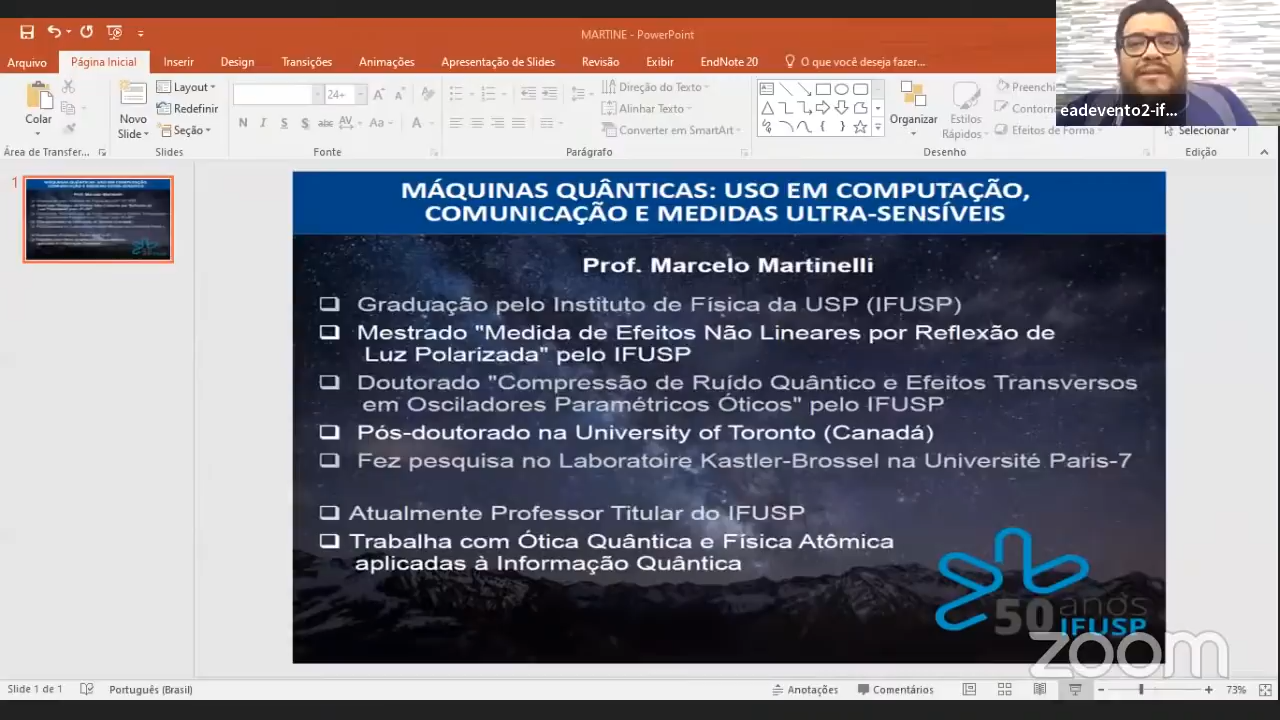 MARTINE - PowerPoint
Arquivo Página Inicial Inserir Design Transições Animações Apresentação de Slides Revisão Exibir EndNote 20 O que você deseja fazer...
eadevento2-if...
Colar
Novo
Slide
Layout
Redefinir
Seção
24+
N I S S abc AV Aa A
Direção do Texto
Alinhar Texto
Converter em SmartArt
Organizar
Estilos
Rápidos
Preench
Contorn
Efeitos de Forma
Selecionar
Área de Transfer... Slides Fonte Parágrafo Desenho Edição
1
MÁQUINAS QUÂNTICAS: USO EM COMPUTAÇÃO,
COMUNICAÇÃO E MEDIDAS ULTRA-SENSÍVEIS
Prof. Marcelo Martinelli
Graduação pelo Instituto de Física da USP (IFUSP)
Mestrado "Medida de Efeitos Não Lineares por Reflexão de
Luz Polarizada" pelo IFUSP
Doutorado "Compressão de Ruído Quântico e Efeitos Transversos
em Osciladores Paramétricos Óticos" pelo IFUSP
Pós-doutorado na University of Toronto (Canadá)
Fez pesquisa no Laboratoire Kastler-Brossel na Université Paris-7
Atualmente Professor Titular do IFUSP
Trabalha com Ótica Quântica e Física Atômica
aplicadas à Informação Quântica
50 anos
IFUSP
zoom
Slide 1 de 1 Português (Brasil) Anotações Comentários 73%